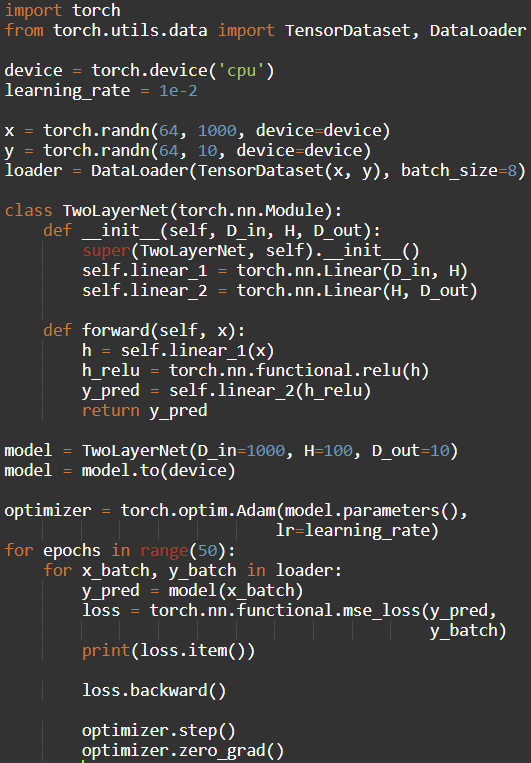 import torch
from torch.utils.data import TensorDataset, DataLoader

device = torch.device('cpu')
learning_rate = 1e-2

x = torch.randn(64, 1000, device=device)
y = torch.randn(64, 10, device=device)
loader = DataLoader(TensorDataset(x, y), batch_size=8)

class TwoLayerNet(torch.nn.Module):
    def __init__(self, D_in, H, D_out):
        super(TwoLayerNet, self).__init__()
        self.linear_1 = torch.nn.Linear(D_in, H)
        self.linear_2 = torch.nn.Linear(H, D_out)

    def forward(self, x):
        h = self.linear_1(x)
        h_relu = torch.nn.functional.relu(h)
        y_pred = self.linear_2(h_relu)
        return y_pred

model = TwoLayerNet(D_in=1000, H=100, D_out=10)
model = model.to(device)

optimizer = torch.optim.Adam(model.parameters(),
                             lr=learning_rate)
for epochs in range(50):
    for x_batch, y_batch in loader:
        y_pred = model(x_batch)
        loss = torch.nn.functional.mse_loss(y_pred,
                                            y_batch)
        print(loss.item())

        loss.backward()

        optimizer.step()
        optimizer.zero_grad()